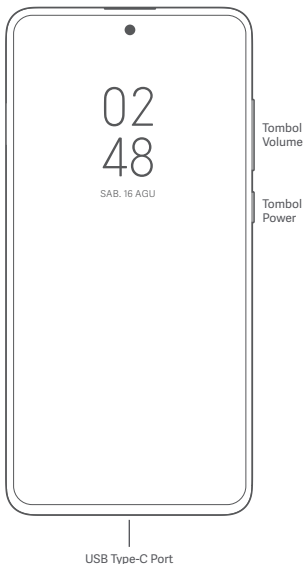 02
48
SAB. 16 AGU
Tombol
Volume
Tombol
Power
USB Type-C Port